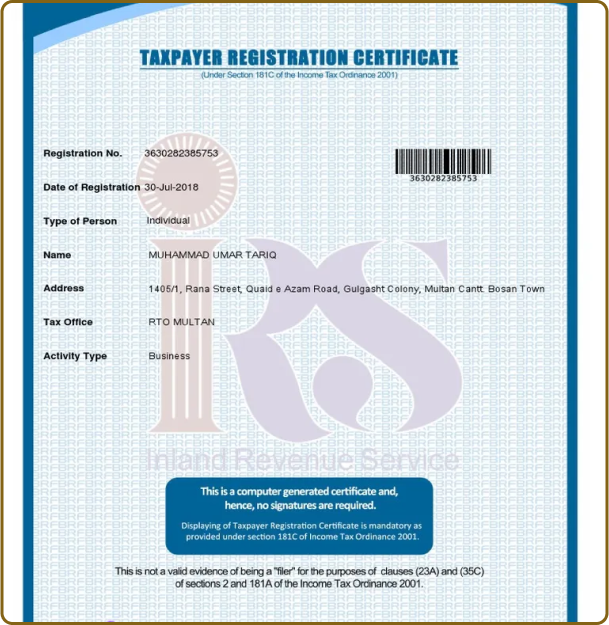 TAXPAYER REGISTRATION CERTIFICATE
(Under Section 181C of the Income Tax Ordinance 2001)
Registration No. 3630282385753
3630282385753
Date of Registration 30-Jul-2018
Type of Person Individual
Name MUHAMMAD UMAR TARIQ
Address 1405/1, Rana Street, Quaid e Azam Road, Gulgasht Colony, Multan Cantt. Bosan Town
Tax Office RTO MULTAN
Activity Type Business
IRS
Inland Revenue Service
This is a computer generated certificate and,
hence, no signatures are required.
Displaying of Taxpayer Registration Certificate is mandatory as
provided under section 181C of Income Tax Ordinance 2001.
This is not a valid evidence of being a "filer" for the purposes of clauses (23A) and (35C)
of sections 2 and 181A of the Income Tax Ordinance 2001.